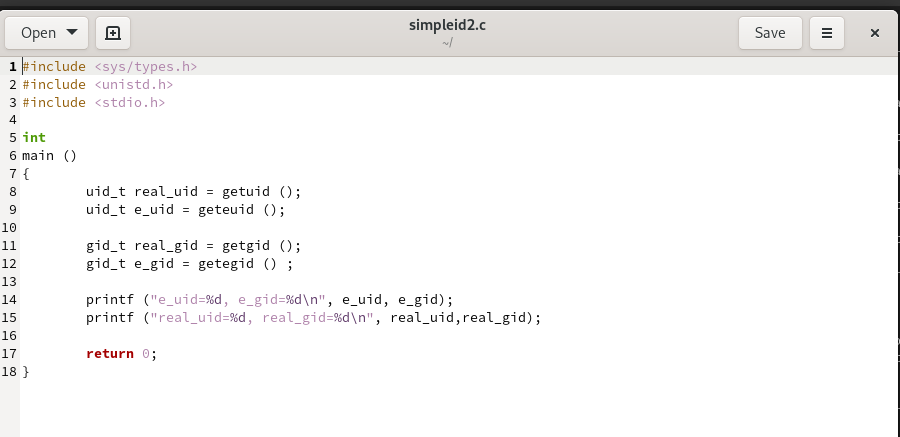 Open
simpleid2.c
~/
Save
1 #include <sys/types.h>
2 #include <unistd.h>
3 #include <stdio.h>
4
5 int
6 main ()
7 {
8         uid_t real_uid = getuid ();
9         uid_t e_uid = geteuid ();
10
11         gid_t real_gid = getgid ();
12         gid_t e_gid = getegid () ;
13
14         printf ("e_uid=%d, e_gid=%d\n", e_uid, e_gid);
15         printf ("real_uid=%d, real_gid=%d\n", real_uid,real_gid);
16
17         return 0;
18 }